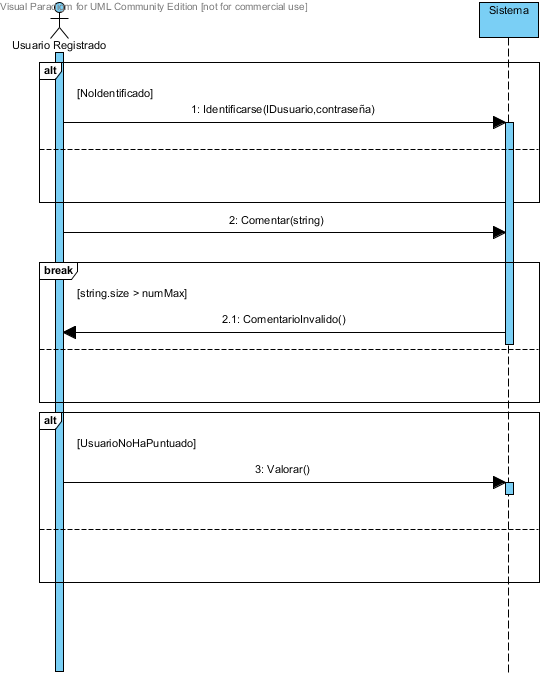 Visual Paradigm for UML Community Edition [not for commercial use]
Sistema
Usuario Registrado
alt
[NoIdentificado]
1: Identificarse(IDusuario,contraseña)
2: Comentar(string)
break
[string.size > numMax]
2.1: ComentarioInvalido()
alt
[UsuarioNoHaPuntuado]
3: Valorar()